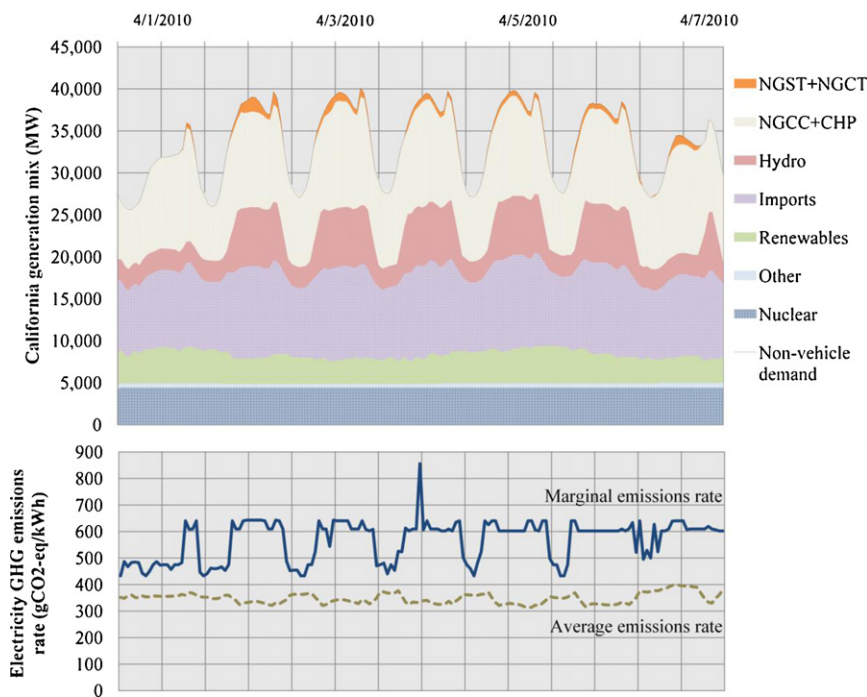 4/1/2010 4/3/2010 4/5/2010 4/7/2010
45,000
40,000
35,000
30,000
25,000
20,000
15,000
10,000
5,000
0
California generation mix (MW)
NGST+NGCT
NGCC+CHP
Hydro
Imports
Renewables
Other
Nuclear
Non-vehicle
demand
900
800
700
600
500
400
300
200
100
0
Electricity GHG emissions
rate (gCO2-eq/kWh)
Marginal emissions rate
Average emissions rate